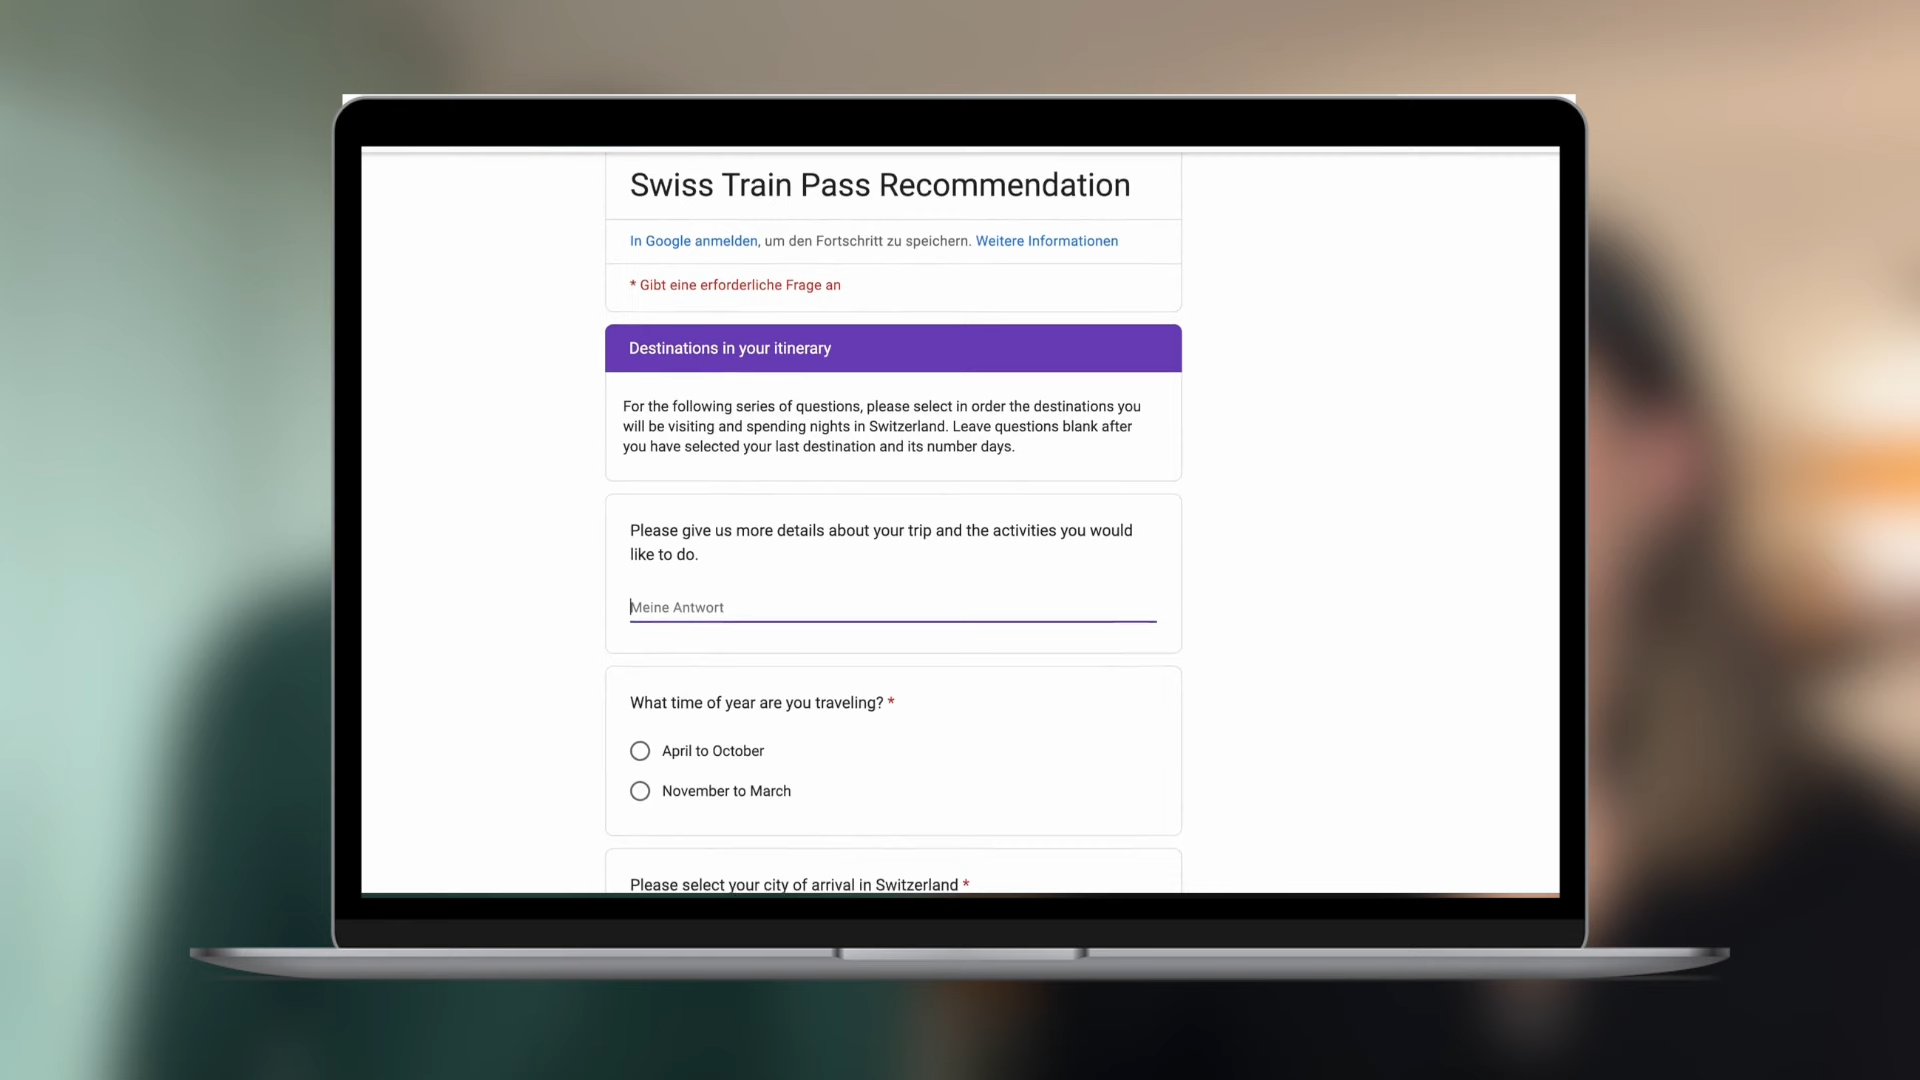 Swiss Train Pass Recommendation
In Google anmelden, um den Fortschritt zu speichern. Weitere Informationen
* Gibt eine erforderliche Frage an
Destinations in your itinerary
For the following series of questions, please select in order the destinations you
will be visiting and spending nights in Switzerland. Leave questions blank after
you have selected your last destination and its number days.
Please give us more details about your trip and the activities you would
like to do.
Meine Antwort
What time of year are you traveling? *
April to October
November to March
Please select your city of arrival in Switzerland *